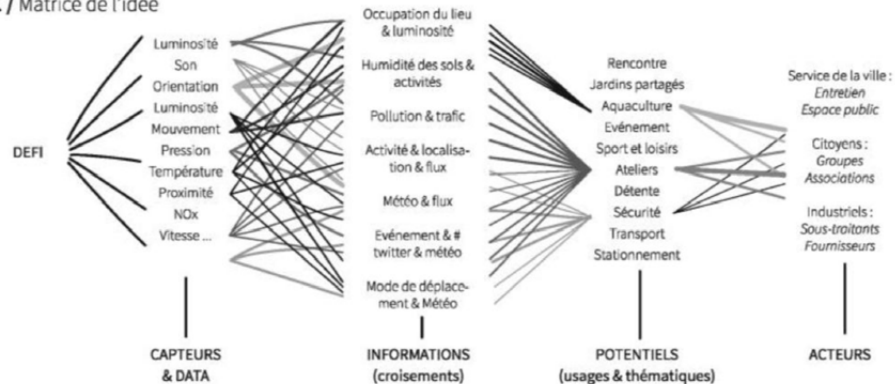 / Matrice de l'idée
DEFI
Luminosité
Son
Orientation
Luminosité
Mouvement
Pression
Température
Proximité
NOx
Vitesse ...
CAPTEURS
& DATA
Occupation du lieu
& luminosité
Humidité des sols &
activités
Pollution & trafic
Activité & localisa-
tion & flux
Météo & flux
Evénement & #
twitter & météo
Mode de déplace-
ment & Météo
INFORMATIONS
(croisements)
Rencontre
Jardins partagés
Aquaculture
Evénement
Sport et loisirs
Ateliers
Détente
Sécurité
Transport
Stationnement
POTENTIELS
(usages & thématiques)
Service de la ville :
Entretien
Espace public
Citoyens :
Groupes
Associations
Industriels :
Sous-traitants
Fournisseurs
ACTEURS